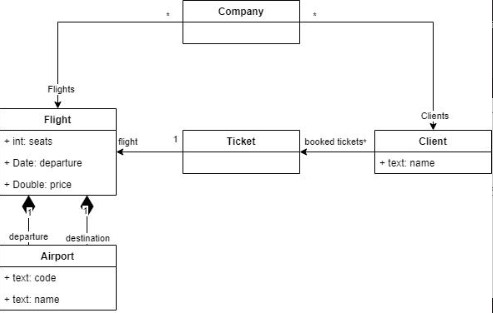 Company
*
*
Flights
Clients
Flight
+ int: seats
+ Date: departure
+ Double: price
flight
1
Ticket
booked tickets*
Client
+ text: name
1
1
departure
destination
Airport
+ text: code
+ text: name